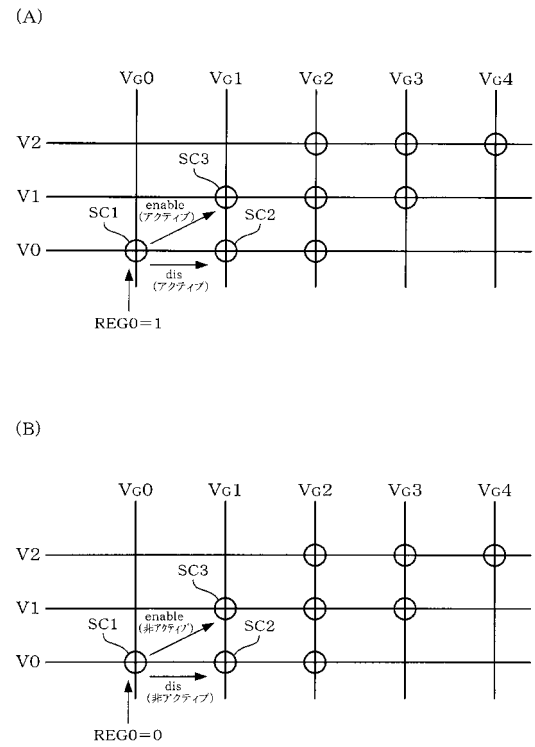 (A)
VG0 VG1 VG2 VG3 VG4
V2
SC3
V1
enable
(アクティブ)
SC1
SC2
V0
dis
(アクティブ)
REG0=1
(B)
VG0 VG1 VG2 VG3 VG4
V2
SC3
V1
enable
(非アクティブ)
SC1
SC2
V0
dis
(非アクティブ)
REG0=0